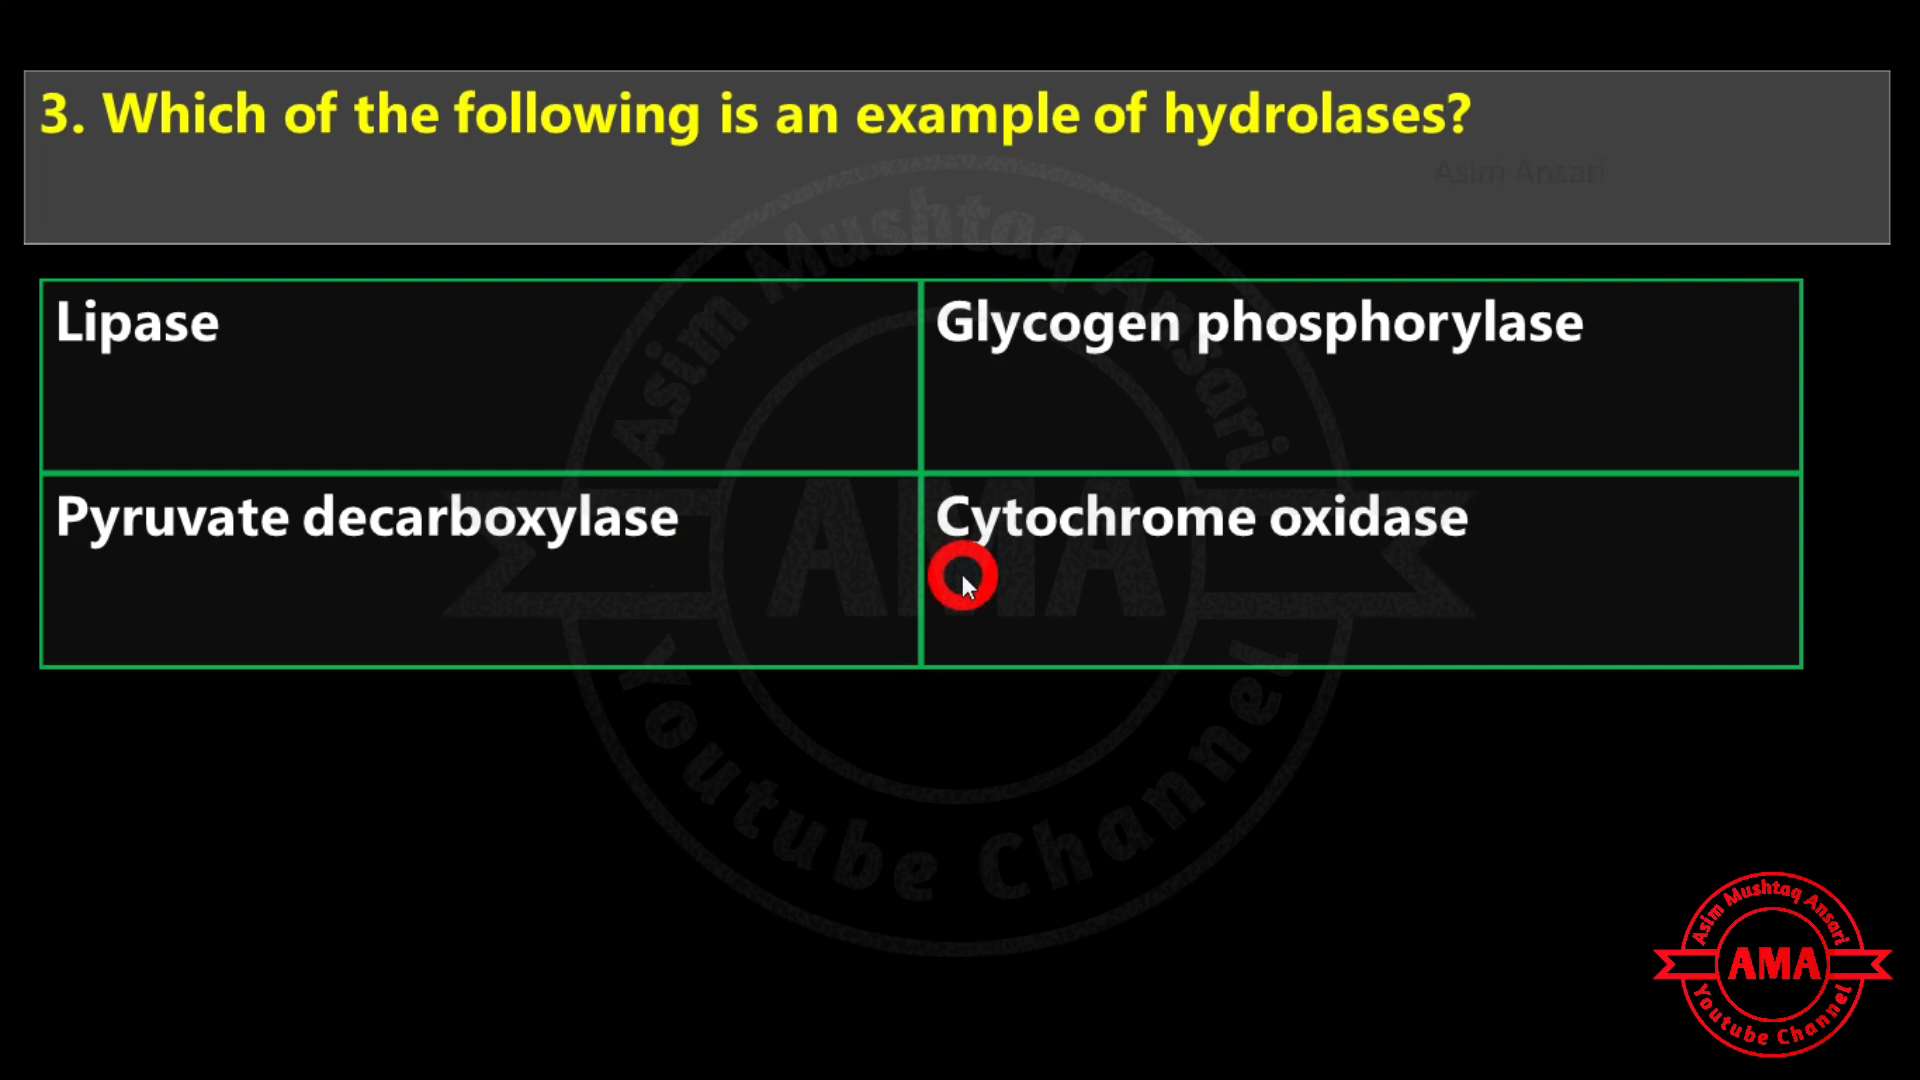 3. Which of the following is an example of hydrolases?
Asim Ansari
Lipase
Glycogen phosphorylase
Pyruvate decarboxylase
Cytochrome oxidase
Asim Mushtaq Ansari
AMA
Youtube Channel
Asim Mushtaq Ansari
AMA
Youtube Channel